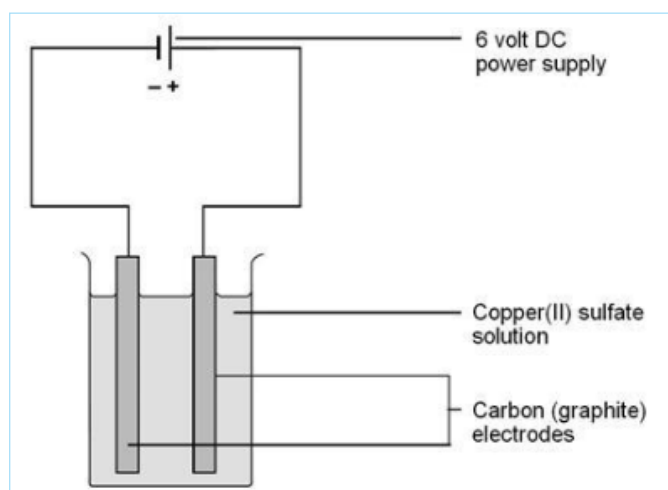 6 volt DC
power supply
– +
Copper(II) sulfate
solution
Carbon (graphite)
electrodes